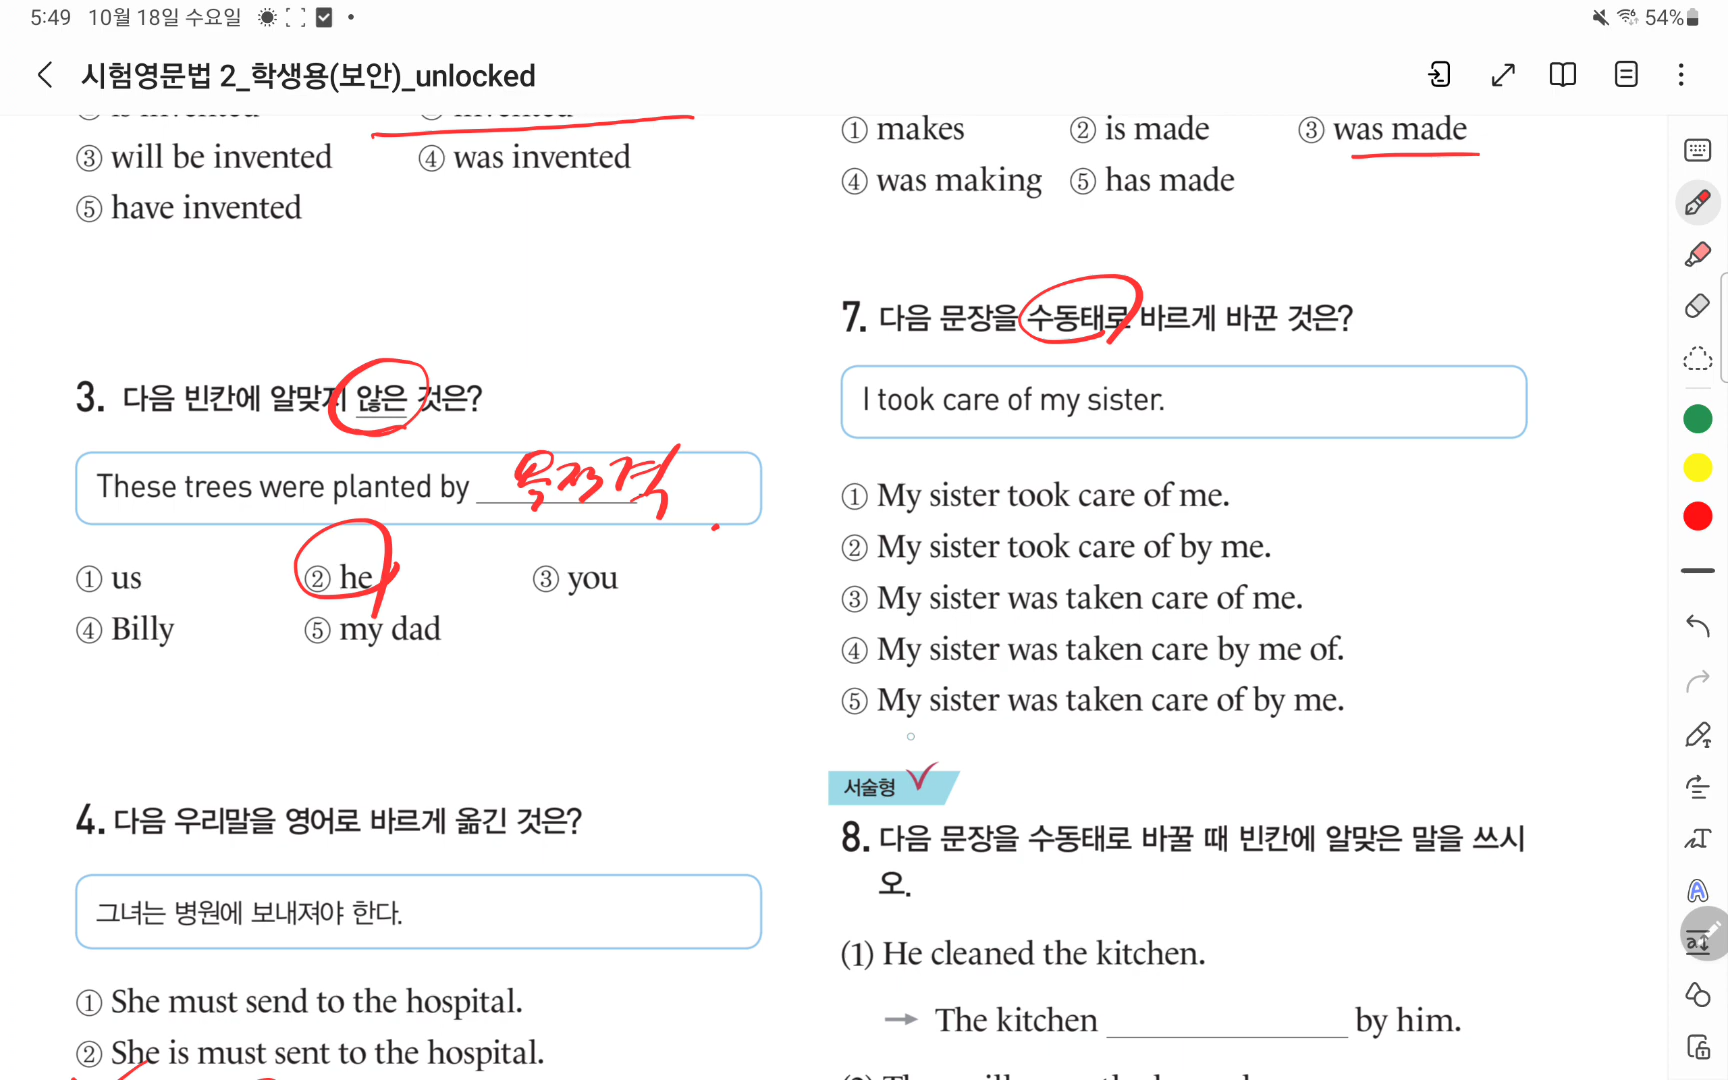 5:49 10월 18일 수요일
54%
시험영문법 2_학생용(보안)_unlocked
③ will be invented ④ was invented
⑤ have invented
3. 다음 빈칸에 알맞지 않은 것은?
These trees were planted by ____ 목적격.
① us ② he ③ you
④ Billy ⑤ my dad
4. 다음 우리말을 영어로 바르게 옮긴 것은?
그녀는 병원에 보내져야 한다.
① She must send to the hospital.
② She is must sent to the hospital.
① makes ② is made ③ was made
④ was making ⑤ has made
7. 다음 문장을 수동태로 바르게 바꾼 것은?
I took care of my sister.
① My sister took care of me.
② My sister took care of by me.
③ My sister was taken care of me.
④ My sister was taken care by me of.
⑤ My sister was taken care of by me.
서술형
8. 다음 문장을 수동태로 바꿀 때 빈칸에 알맞은 말을 쓰시
오.
(1) He cleaned the kitchen.
→ The kitchen ____ by him.